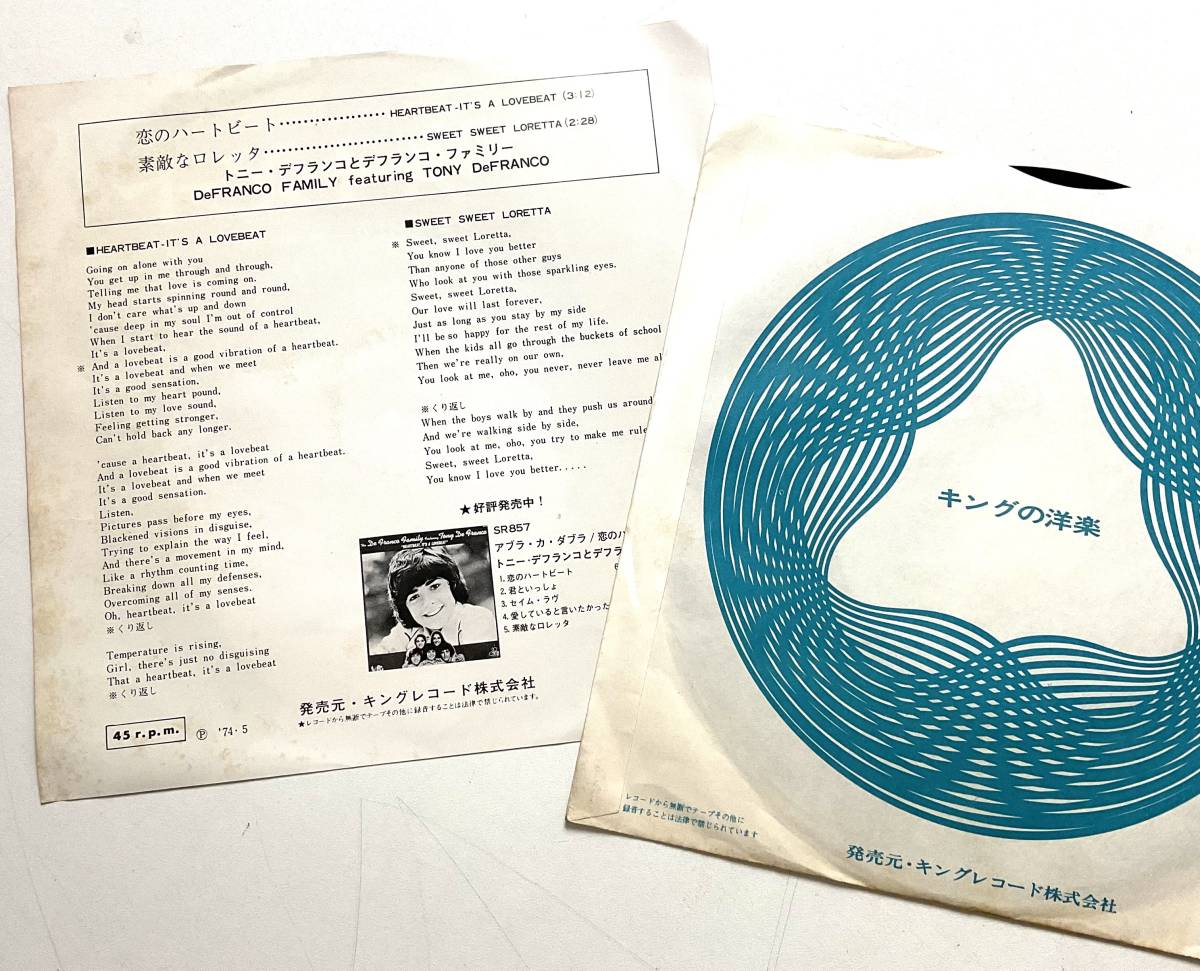 恋のハートビート・・・・・・・・・・・・・・・・・・HEARTBEAT-IT'S A LOVEBEAT (3:12)
素敵なロレッタ・・・・・・・・・・・・・・・・・・・・・・・・・・・SWEET SWEET LORETTA (2:28)
トニー・デフランコとデフランコ・ファミリー
DeFRANCO FAMILY featuring TONY DeFRANCO
■HEARTBEAT-IT'S A LOVEBEAT
Going on alone with you
You get up in me through and through,
Telling me that love is coming on.
My head starts spinning round and round,
I don't care what's up and down
'cause deep in my soul I'm out of control
When I start to hear the sound of a heartbeat,
It's a lovebeat,
※ And a lovebeat is a good vibration of a heartbeat.
It's a lovebeat and when we meet
It's a good sensation,
Listen to my heart pound,
Listen to my love sound,
Feeling getting stronger,
Can't hold back any longer.
'cause a heartbeat, it's a lovebeat
And a lovebeat is a good vibration of a heartbeat.
It's a lovebeat and when we meet
It's a good sensation.
Listen,
Pictures pass before my eyes,
Blackened visions in disguise,
Trying to explain the way I feel,
And there's a movement in my mind,
Like a rhythm counting time,
Breaking down all my defenses,
Overcoming all of my senses.
Oh, heartbeat, it's a lovebeat
※くり返し
Temperature is rising,
Girl, there's just no disguising
That a heartbeat, it's a lovebeat
※くり返し
45 r.p.m.
Ⓟ '74・5
■SWEET SWEET LORETTA
※ Sweet, sweet Loretta,
You know I love you better
Than anyone of those other guys
Who look at you with those sparkling eyes.
Sweet, sweet Loretta,
Our love will last forever,
Just as long as you stay by my side
I'll be so happy for the rest of my life.
When the kids all go through the buckets of school
Then we're really on our own,
You look at me, oho, you never, never leave me al
※くり返し
When the boys walk by and they push us around
And we're walking side by side,
You look at me, oho, you try to make me rule
Sweet, sweet Loretta,
You know I love you better.....
★好評発売中！
The De Franco Family featuring Tony De Franco
"HEARTBEAT, IT'S A LOVEBEAT"
SR857
アブラ・カ・ダブラ/恋のハ
トニー・デフランコとデフラ
1. 恋のハートビート
2. 君といっしょ
3. セイム・ラヴ
4. 愛していると言いたかった
5. 素敵なロレッタ
発売元・キングレコード株式会社
★レコードから無断でテープその他に録音することは法律で禁じられています。
キングの洋楽
レコードから無断でテープその他に
録音することは法律で禁じられています
発売元・キングレコード株式会社